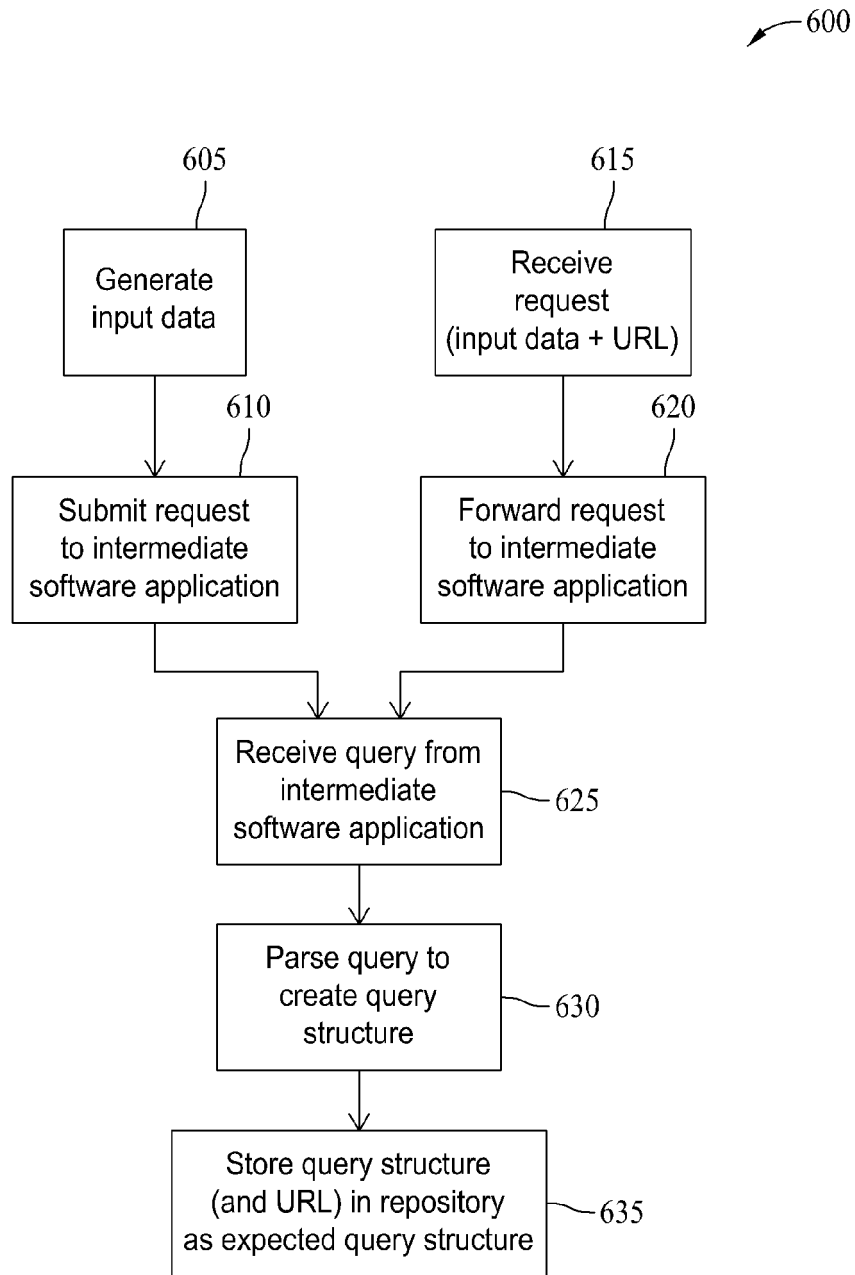 600
605
615
Generate
input data
Receive
request
(input data + URL)
610
620
Submit request
to intermediate
software application
Forward request
to intermediate
software application
Receive query from
intermediate
software application
625
Parse query to
create query
structure
630
Store query structure
(and URL) in repository
as expected query structure
635